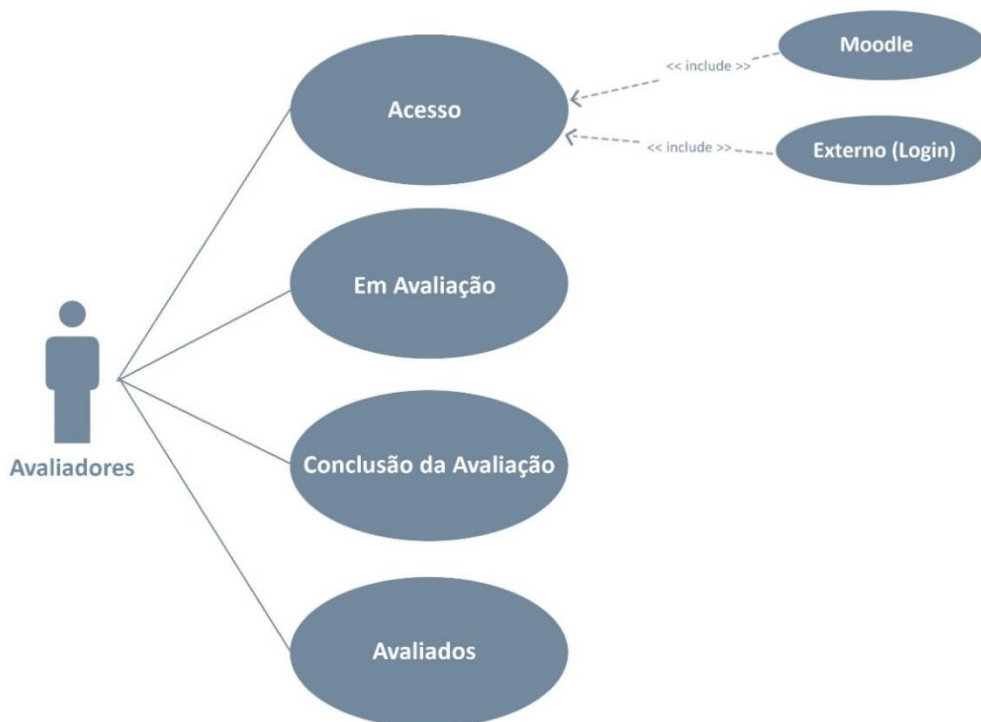 Moodle
<< include >>
Acesso
<< include >>
Externo (Login)
Em Avaliação
Avaliadores
Conclusão da Avaliação
Avaliados